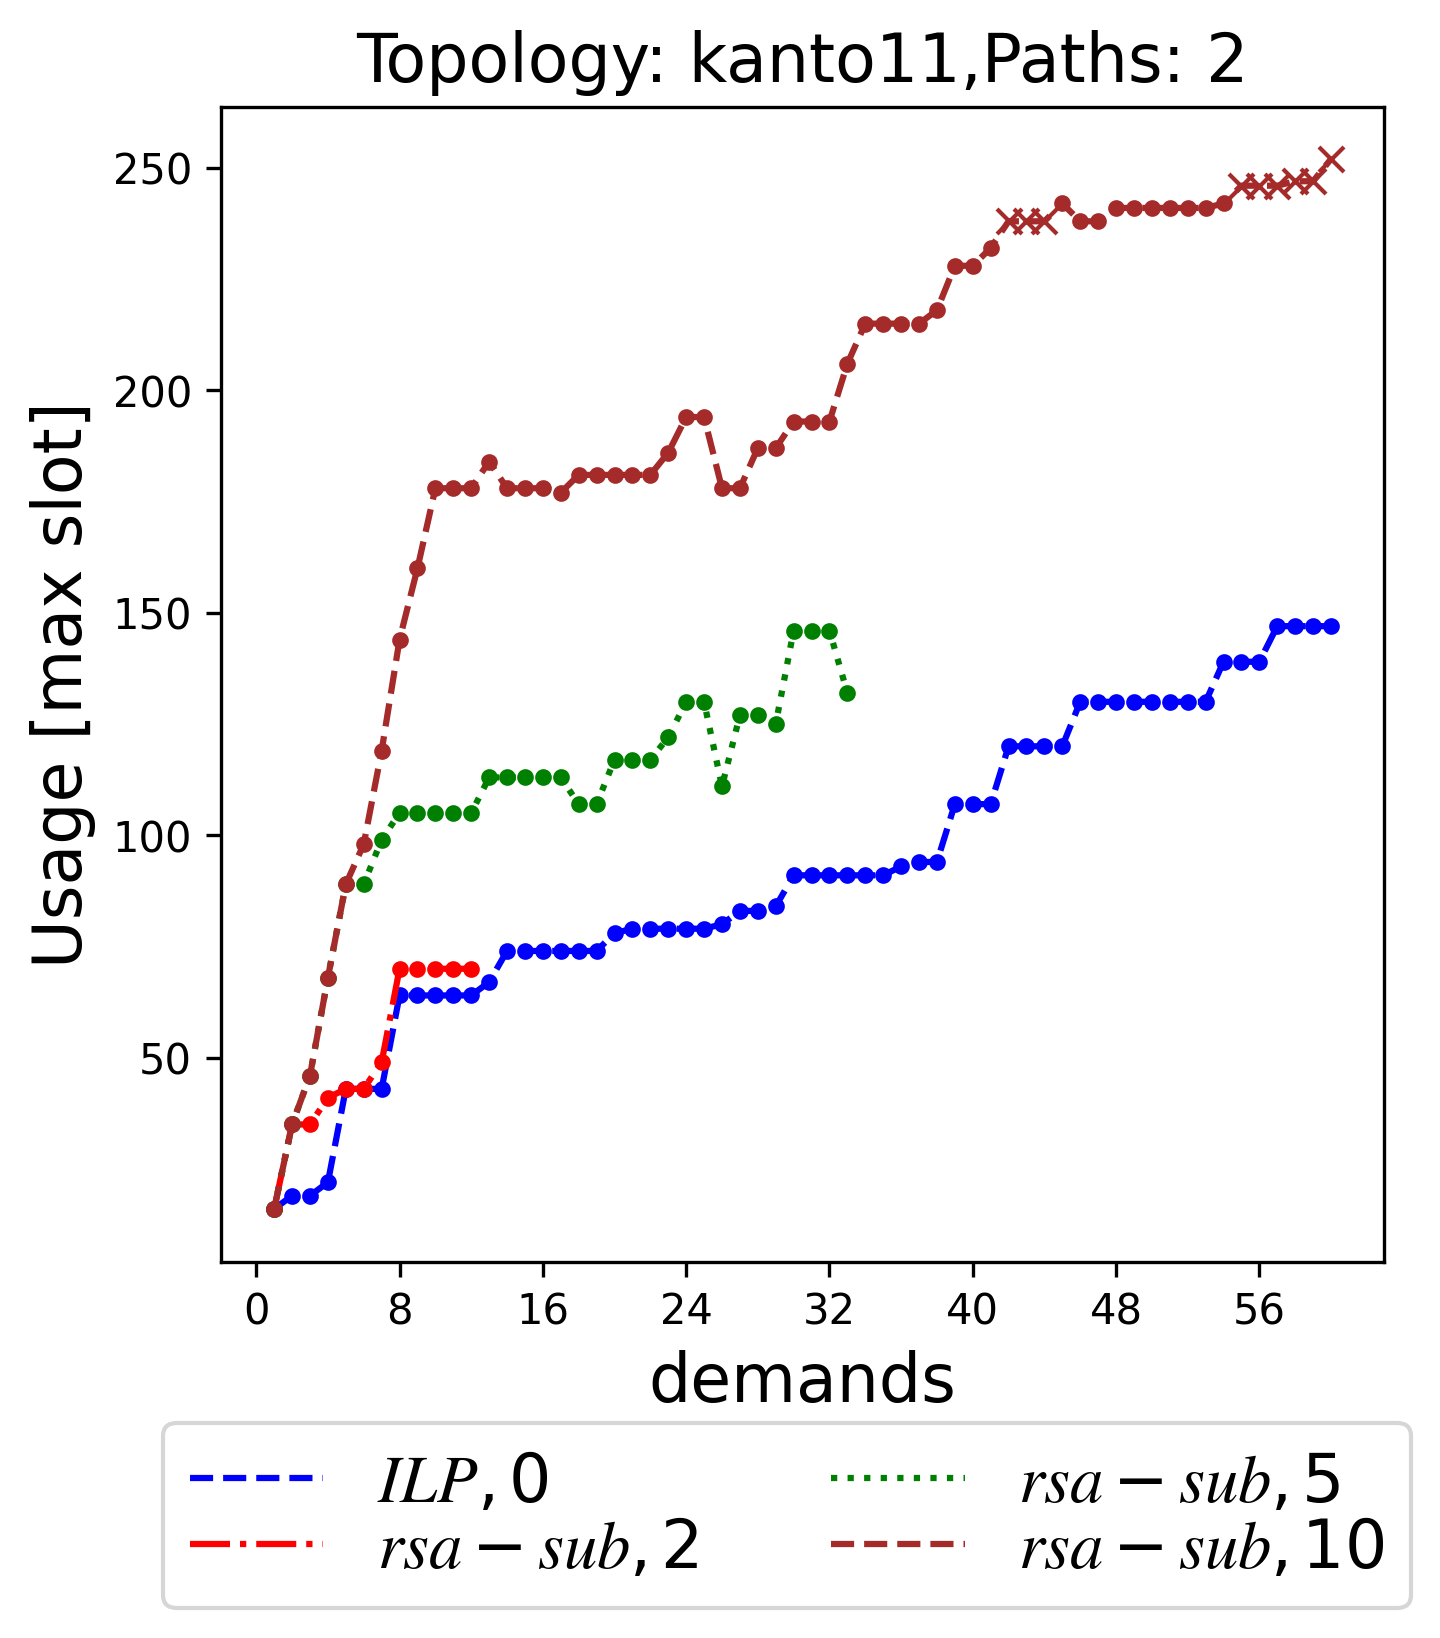 Topology: kanto11,Paths: 2
Usage [max slot]
250
200
150
100
50
0 8 16 24 32 40 48 56
demands
ILP, 0
rsa − sub, 2
rsa − sub, 5
rsa − sub, 10